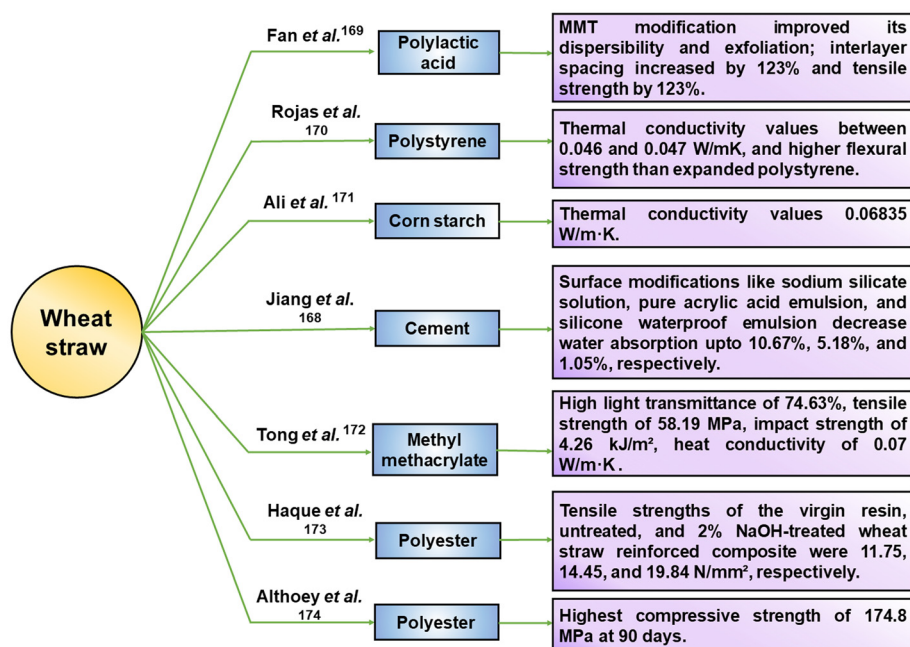 Wheat
straw
Fan et al.169
Polylactic
acid
MMT modification improved its
dispersibility and exfoliation; interlayer
spacing increased by 123% and tensile
strength by 123%.
Rojas et al.
170
Polystyrene
Thermal conductivity values between
0.046 and 0.047 W/mK, and higher flexural
strength than expanded polystyrene.
Ali et al. 171
Corn starch
Thermal conductivity values 0.06835
W/m·K.
Jiang et al.
168
Cement
Surface modifications like sodium silicate
solution, pure acrylic acid emulsion, and
silicone waterproof emulsion decrease
water absorption upto 10.67%, 5.18%, and
1.05%, respectively.
Tong et al.172
Methyl
methacrylate
High light transmittance of 74.63%, tensile
strength of 58.19 MPa, impact strength of
4.26 kJ/m², heat conductivity of 0.07
W/m·K .
Haque et al.
173
Polyester
Tensile strengths of the virgin resin,
untreated, and 2% NaOH-treated wheat
straw reinforced composite were 11.75,
14.45, and 19.84 N/mm², respectively.
Althoey et al.
174
Polyester
Highest compressive strength of 174.8
MPa at 90 days.